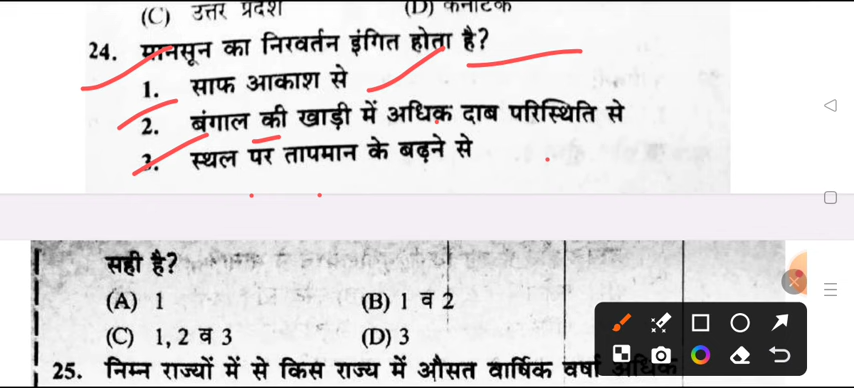 (C) उत्तर प्रदेश (D) कर्नाटक
24. मानसून का निरवर्तन इंगित होता है?
1. साफ आकाश से
2. बंगाल की खाड़ी में अधिक दाब परिस्थिति से
3. स्थल पर तापमान के बढ़ने से
सही है?
(A) 1 (B) 1 व 2
(C) 1, 2 व 3 (D) 3
25. निम्न राज्यों में से किस राज्य में औसत वार्षिक वर्षा अधिक